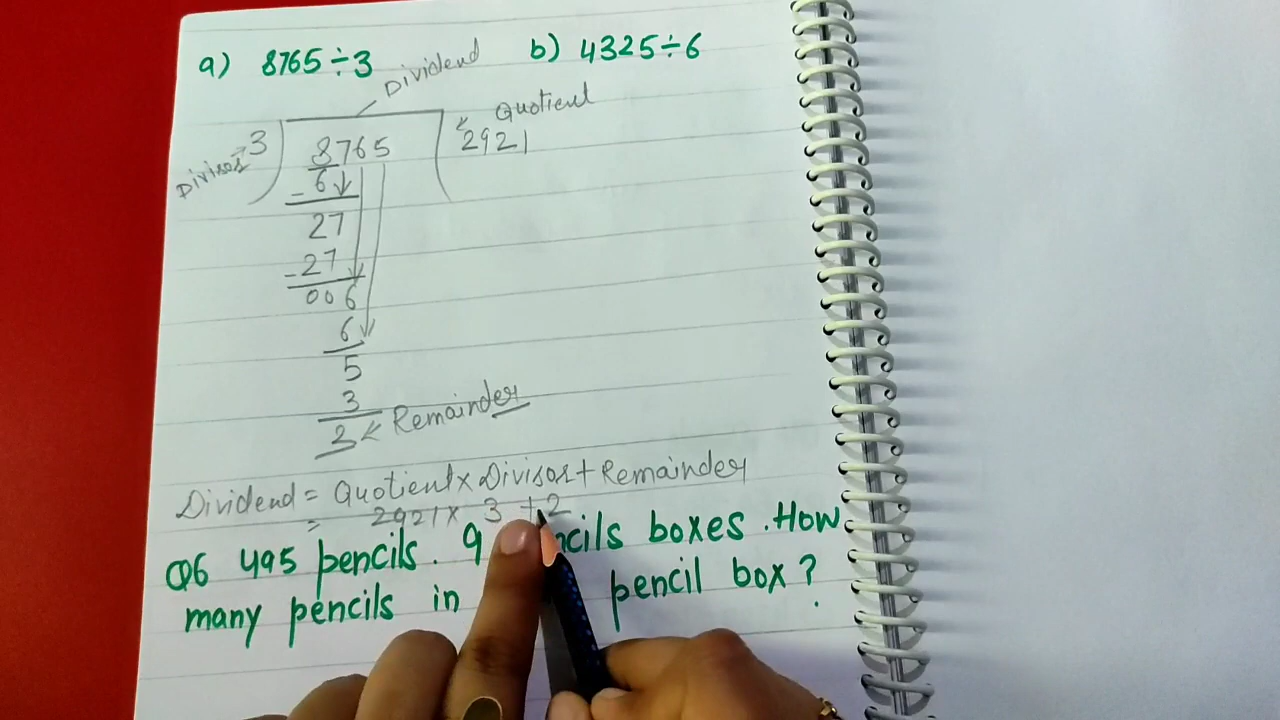 a) 8765÷3 b) 4325÷6
Dividend
Quotient
Divisor 3 8765 2921
-6
27
-27
006
6
5
3
2 Remainder
Dividend = Quotient x Divisor + Remainder
= 2921 x 3 + 2
Q6 495 pencils. 9 boxes. How
many pencils in pencil box?